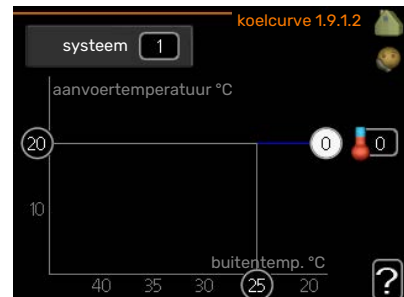 koelcurve 1.9.1.2
systeem 1
aanvoertemperatuur °C
20 0 0
10
buitentemp. °C
40 35 30 25 20
?